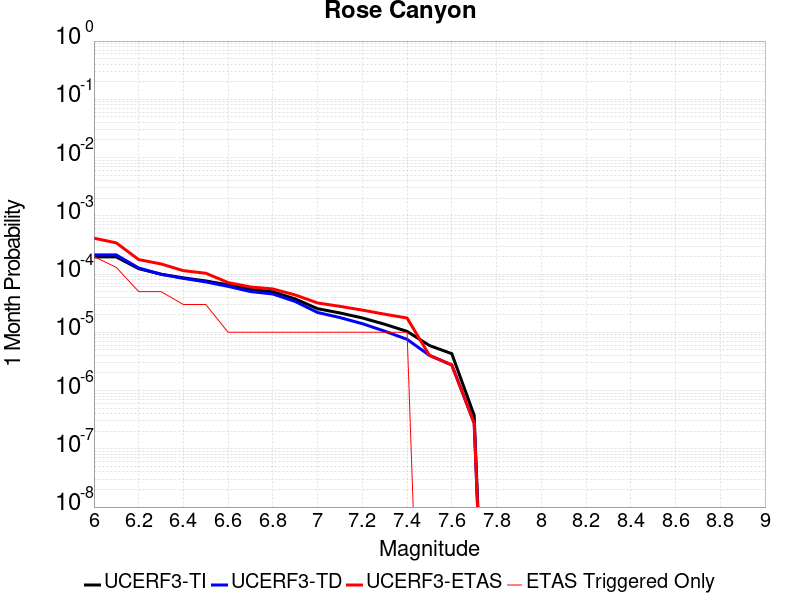 Rose Canyon
10^0
10^-1
10^-2
10^-3
10^-4
10^-5
10^-6
10^-7
10^-8
1 Month Probability
6 6.2 6.4 6.6 6.8 7 7.2 7.4 7.6 7.8 8 8.2 8.4 8.6 8.8 9
Magnitude
UCERF3-TI UCERF3-TD UCERF3-ETAS ETAS Triggered Only